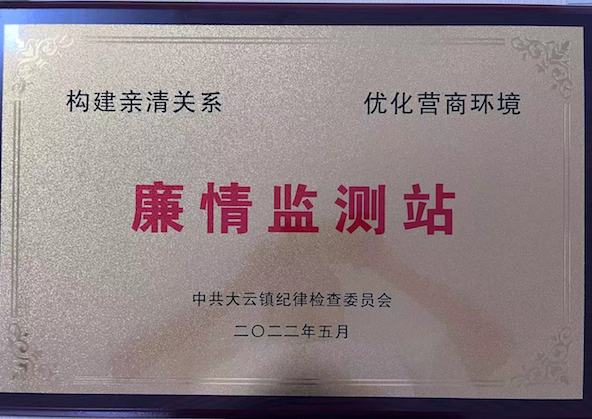 构建亲清关系 优化营商环境
廉情监测站
中共大云镇纪律检查委员会
二〇二二年五月